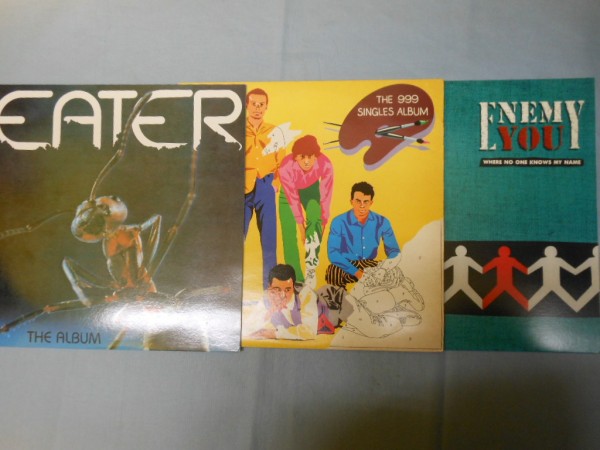 EATER
THE ALBUM
THE 999
SINGLES ALBUM
ENEMY
YOU
WHERE NO ONE KNOWS MY NAME